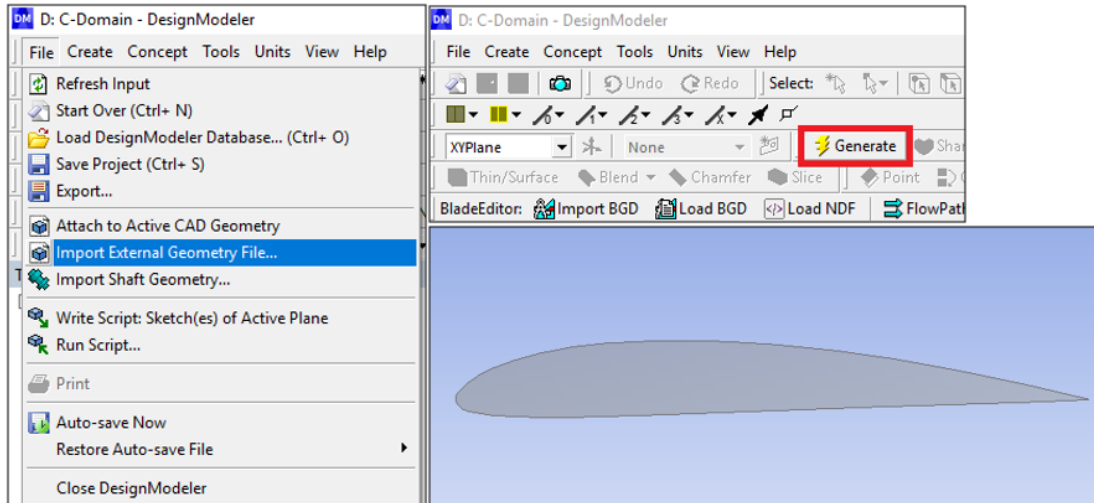 DM D: C-Domain - DesignModeler
File Create Concept Tools Units View Help
Refresh Input
Start Over (Ctrl+ N)
Load DesignModeler Database... (Ctrl+ O)
Save Project (Ctrl+ S)
Export...
Attach to Active CAD Geometry
Import External Geometry File...
Import Shaft Geometry...
Write Script: Sketch(es) of Active Plane
Run Script...
Print
Auto-save Now
Restore Auto-save File
Close DesignModeler
DM D: C-Domain - DesignModeler
File Create Concept Tools Units View Help
Undo Redo Select:
XYPlane None Generate Shar
Thin/Surface Blend Chamfer Slice Point
BladeEditor: Import BGD Load BGD Load NDF FlowPat